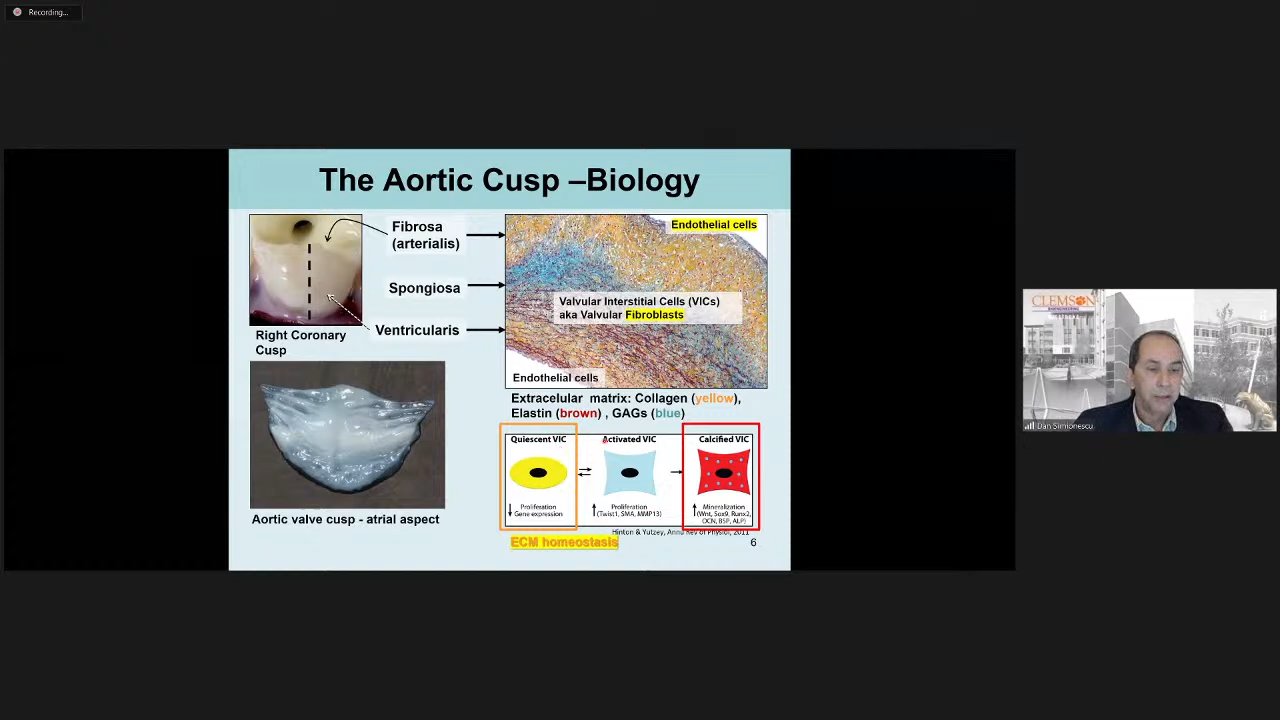 Recording...
The Aortic Cusp –Biology
Fibrosa
(arterialis)
Spongiosa
Ventricularis
Right Coronary
Cusp
Aortic valve cusp - atrial aspect
Endothelial cells
Valvular Interstitial Cells (VICs)
aka Valvular Fibroblasts
Endothelial cells
Extracelular matrix: Collagen (yellow),
Elastin (brown) , GAGs (blue)
Quiescent VIC
Activated VIC
Calcified VIC
Proliferation
Gene expression
Proliferation
(Twist1, SMA, MMP13)
Mineralization
(Wnt, Sox9, Runx2,
OCN, BSP, ALP)
Hinton & Yutzey, Annu Rev of Physiol, 2011
ECM homeostasis
6
CLEMSON
Dan Simionescu